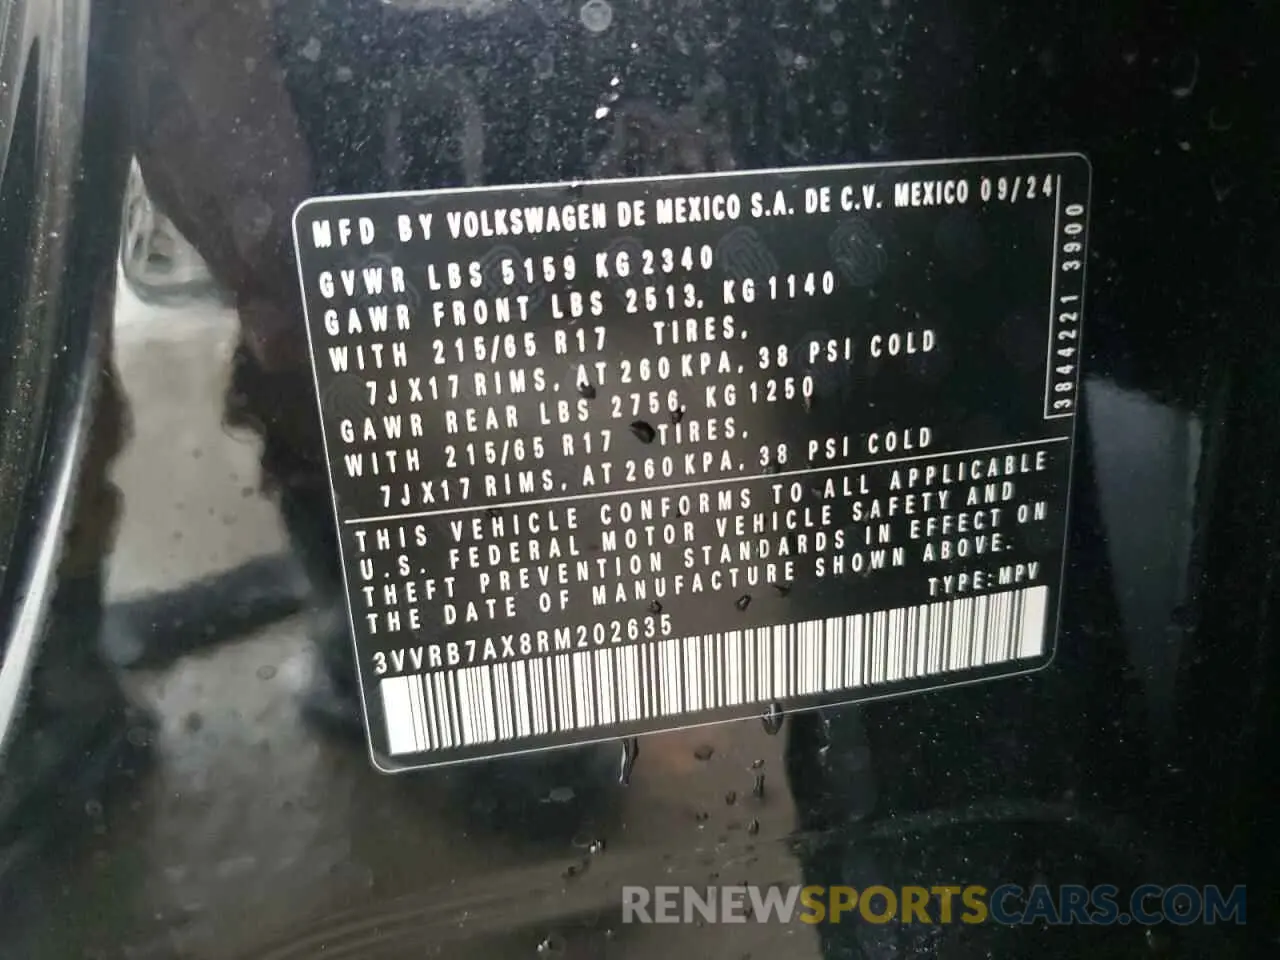 MFD BY VOLKSWAGEN DE MEXICO S.A. DE C.V. MEXICO 09/24
GVWR LBS 5159 KG 2340
GAWR FRONT LBS 2513, KG 1140
WITH 215/65 R17 TIRES,
7JX17 RIMS, AT 260 KPA, 38 PSI COLD
GAWR REAR LBS 2756, KG 1250
WITH 215/65 R17 TIRES,
7JX17 RIMS, AT 260 KPA, 38 PSI COLD
3844221 3900
THIS VEHICLE CONFORMS TO ALL APPLICABLE
U.S. FEDERAL MOTOR VEHICLE SAFETY AND
THEFT PREVENTION STANDARDS IN EFFECT ON
THE DATE OF MANUFACTURE SHOWN ABOVE.
TYPE: MPV
3VVRB7AX8RM202635
RENEWSPORTSCARS.COM